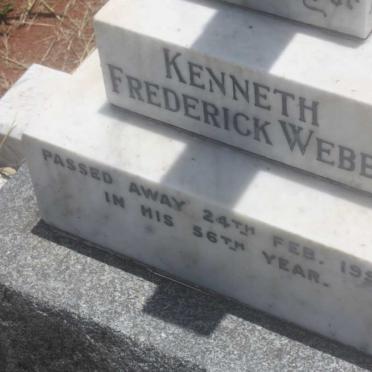 KENNETH
FREDERICK WEBB
PASSED AWAY 24TH FEB.
IN HIS 56TH YEAR.